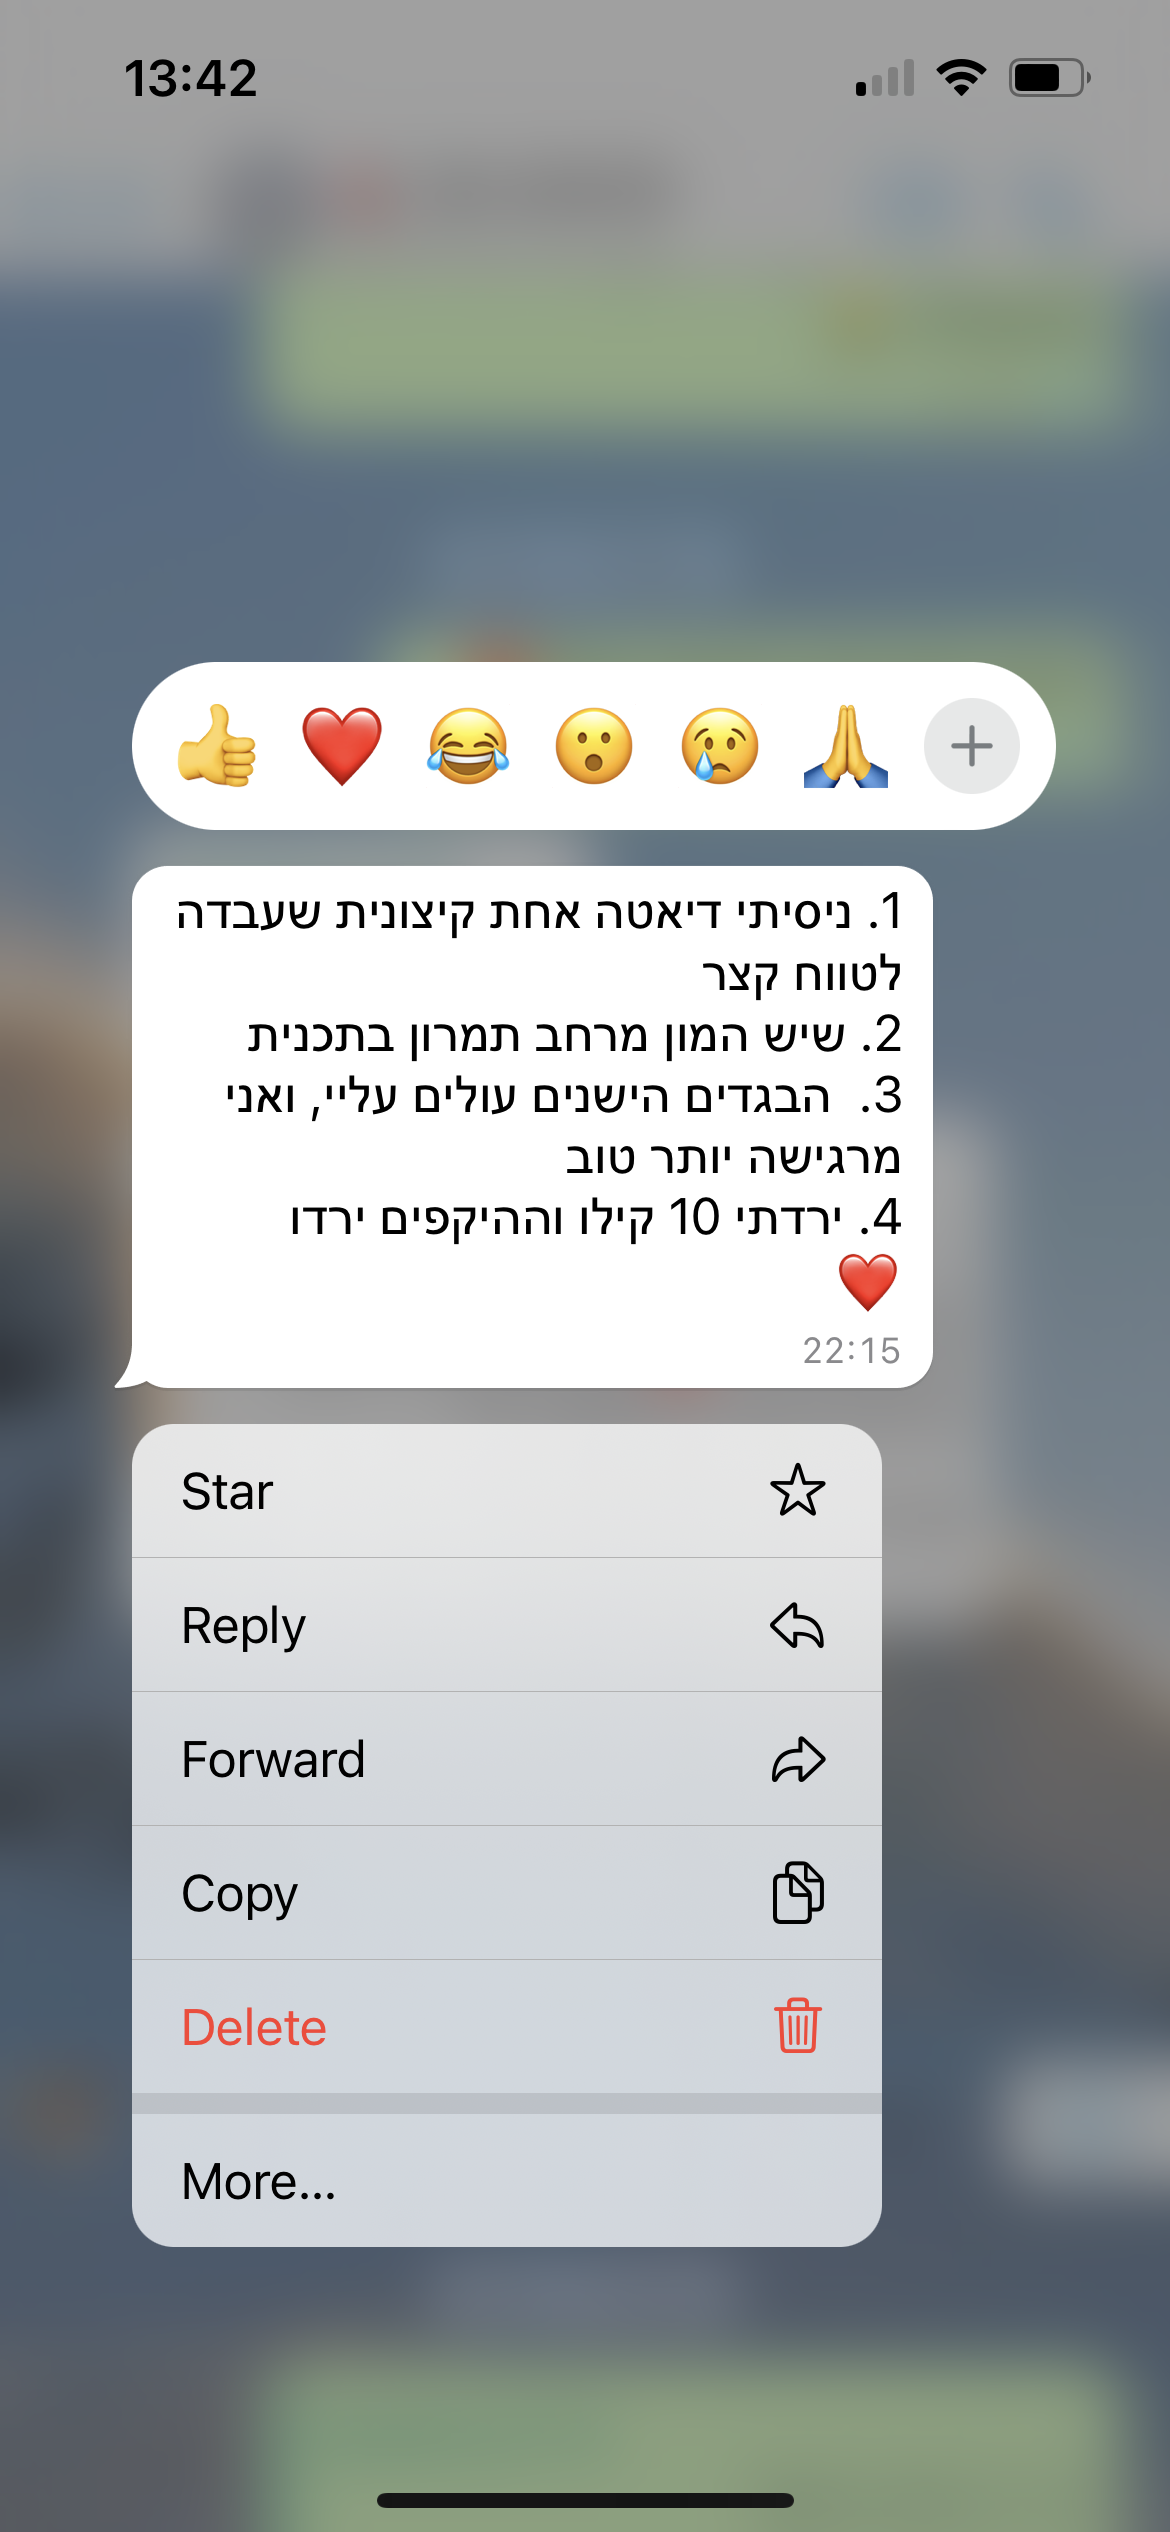 13:42
1. ניסיתי דיאטה אחת קיצונית שעבדה
לטווח קצר
2. שיש המון מרחב תמרון בתכנית
3.  הבגדים הישנים עולים עליי, ואני
מרגישה יותר טוב
4. ירדתי 10 קילו וההיקפים ירדו
❤️
22:15
Star
Reply
Forward
Copy
Delete
More...